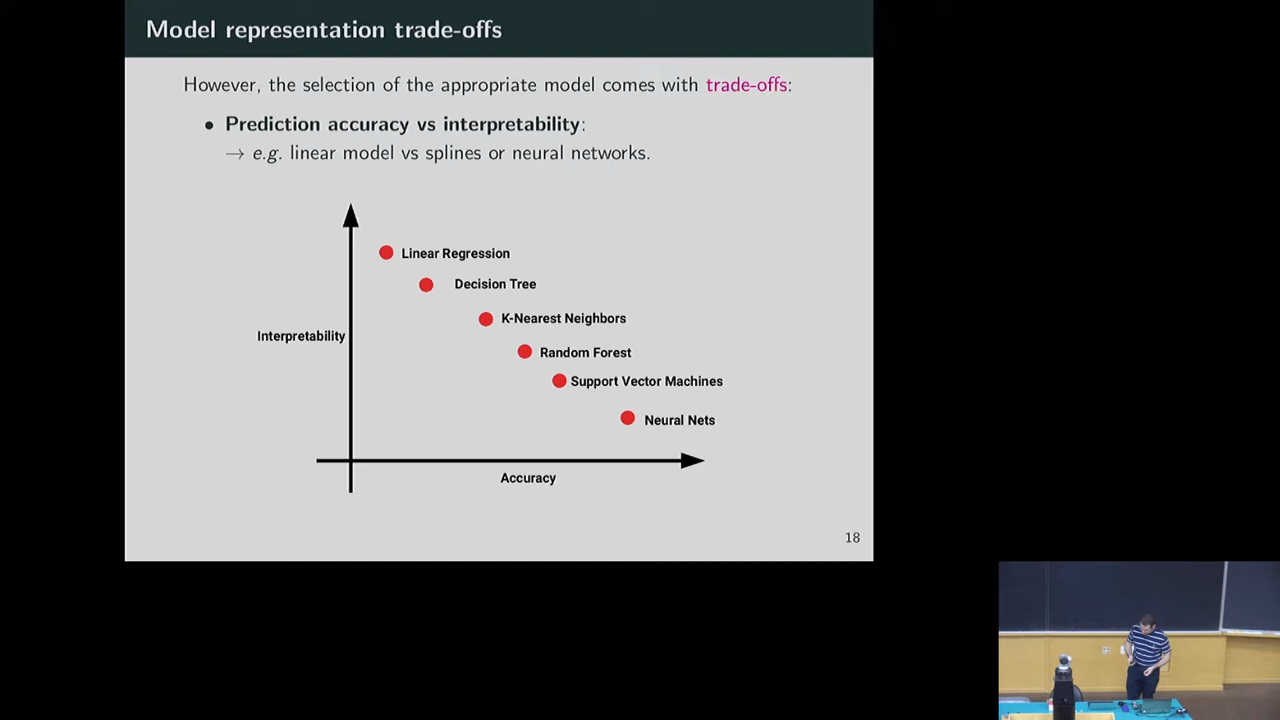 Model representation trade-offs
However, the selection of the appropriate model comes with trade-offs:
• Prediction accuracy vs interpretability:
→ e.g. linear model vs splines or neural networks.
Linear Regression
Decision Tree
K-Nearest Neighbors
Interpretability
Random Forest
Support Vector Machines
Neural Nets
Accuracy
18